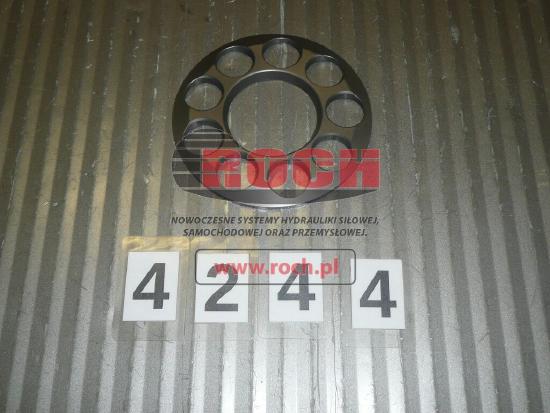 ROCH
NOWOCZESNE SYSTEMY HYDRAULIKI SIŁOWEJ,
SAMOCHODOWEJ ORAZ PRZEMYSŁOWEJ.
www.roch.pl
4 2 4 4